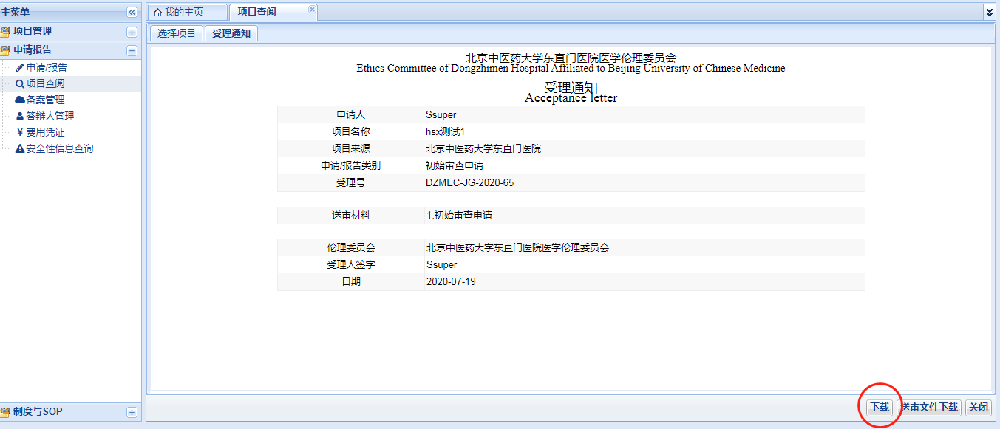 主菜单
项目管理
申请报告
申请/报告
项目查阅
备案管理
答辩人管理
¥ 费用凭证
安全性信息查询
制度与SOP
我的主页 项目查阅
选择项目 受理通知
北京中医药大学东直门医院医学伦理委员会
Ethics Committee of Dongzhimen Hospital Affiliated to Beijing University of Chinese Medicine
受理通知
Acceptance letter
申请人 Ssuper
项目名称 hsx测试1
项目来源 北京中医药大学东直门医院
申请/报告类别 初始审查申请
受理号 DZMEC-JG-2020-65
送审材料 1.初始审查申请
伦理委员会 北京中医药大学东直门医院医学伦理委员会
受理人签字 Ssuper
日期 2020-07-19
下载 送审文件下载 关闭